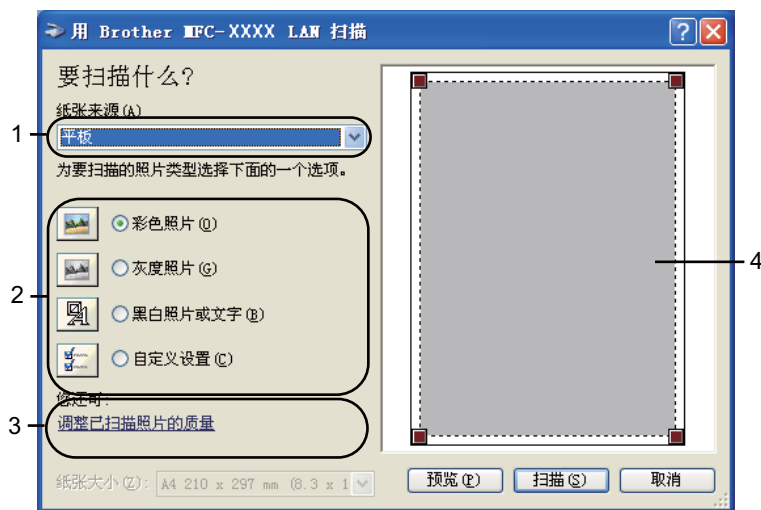 用 Brother MFC-XXXX LAN 扫描
要扫描什么?
纸张来源(A)
1
平板
为要扫描的照片类型选择下面的一个选项。
彩色照片(O)
灰度照片(G)
2
黑白照片或文字(B)
自定义设置(C)
您还可:
3
调整已扫描照片的质量
纸张大小(Z): A4 210 x 297 mm (8.3 x 1
4
预览(P) 扫描(S) 取消